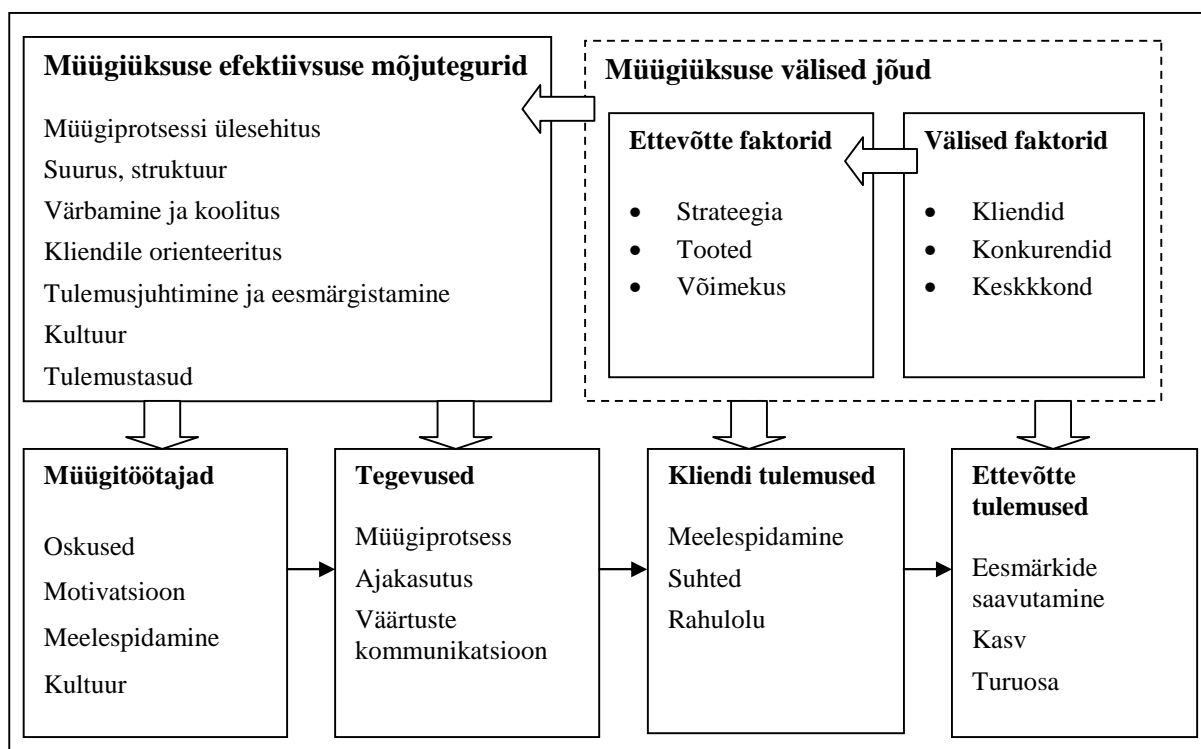 Müügiüksuse efektiivsuse mõjutegurid
Müügiprotsessi ülesehitus
Suurus, struktuur
Värbamine ja koolitus
Kliendile orienteeritus
Tulemusjuhtimine ja eesmärgistamine
Kultuur
Tulemustasud
Müügiüksuse välised jõud
Ettevõtte faktorid
• Strateegia
• Tooted
• Võimekus
Välised faktorid
• Kliendid
• Konkurendid
• Keskkkond
Müügitöötajad
Oskused
Motivatsioon
Meelespidamine
Kultuur
Tegevused
Müügiprotsess
Ajakasutus
Väärtuste
kommunikatsioon
Kliendi tulemused
Meelespidamine
Suhted
Rahulolu
Ettevõtte
tulemused
Eesmärkide
saavutamine
Kasv
Turuosa